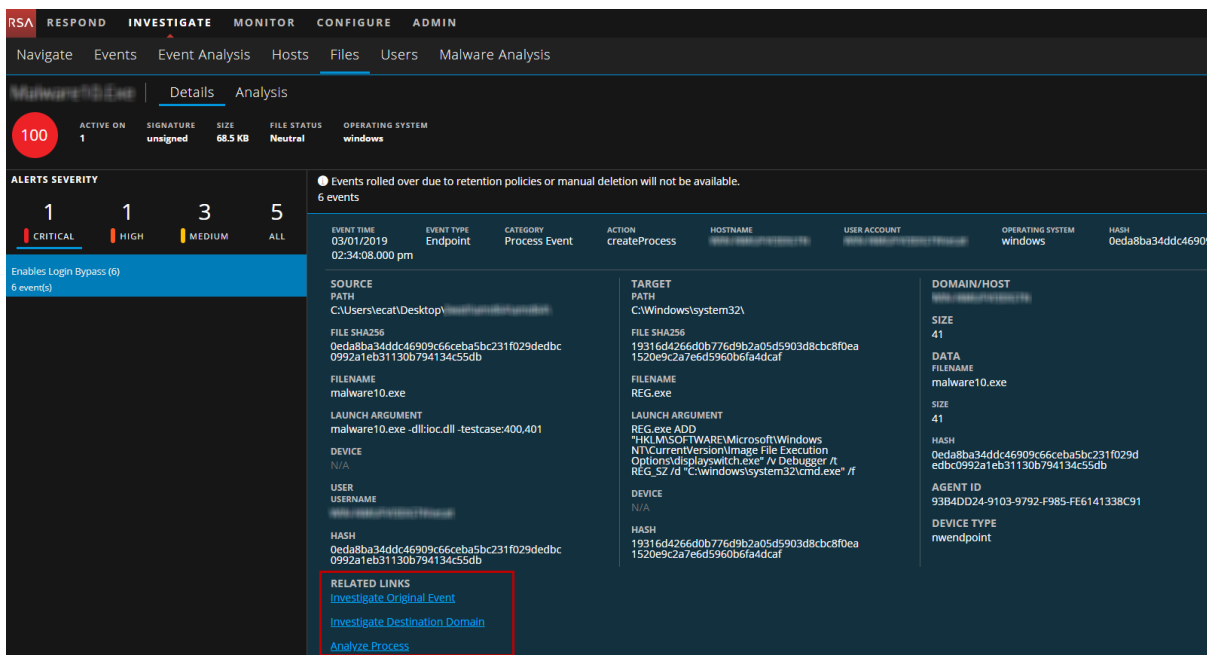 RSA RESPOND INVESTIGATE MONITOR CONFIGURE ADMIN
Navigate Events Event Analysis Hosts Files Users Malware Analysis
Details Analysis
100
ACTIVE ON SIGNATURE SIZE FILE STATUS OPERATING SYSTEM
1 unsigned 68.5 KB Neutral windows
ALERTS SEVERITY
1 1 3 5
CRITICAL HIGH MEDIUM ALL
Enables Login Bypass (6)
6 event(s)
Events rolled over due to retention policies or manual deletion will not be available.
6 events
EVENT TIME EVENT TYPE CATEGORY ACTION HOSTNAME USER ACCOUNT OPERATING SYSTEM HASH
03/01/2019 Endpoint Process Event createProcess windows 0eda8ba34ddc4690
02:34:08.000 pm
SOURCE
PATH
C:\Users\ecat\Desktop\
FILE SHA256
0eda8ba34ddc46909c66ceba5bc231f029dedbc
0992a1eb31130b794134c55db
FILENAME
malware10.exe
LAUNCH ARGUMENT
malware10.exe -dll:ioc.dll -testcase:400,401
DEVICE
N/A
USER
USERNAME
HASH
0eda8ba34ddc46909c66ceba5bc231f029dedbc
0992a1eb31130b794134c55db
RELATED LINKS
Investigate Original Event
Investigate Destination Domain
Analyze Process
TARGET
PATH
C:\Windows\system32\
FILE SHA256
19316d4266d0b776d9b2a05d5903d8cbc8f0ea
1520e9c2a7e6d5960b6fa4dcaf
FILENAME
REG.exe
LAUNCH ARGUMENT
REG.exe ADD
"HKLM\SOFTWARE\Microsoft\Windows
NT\CurrentVersion\Image File Execution
Options\displayswitch.exe" /v Debugger /t
REG_SZ /d "C:\windows\system32\cmd.exe" /f
DEVICE
N/A
HASH
19316d4266d0b776d9b2a05d5903d8cbc8f0ea
1520e9c2a7e6d5960b6fa4dcaf
DOMAIN/HOST
SIZE
41
DATA
FILENAME
malware10.exe
SIZE
41
HASH
0eda8ba34ddc46909c66ceba5bc231f029d
edbc0992a1eb31130b794134c55db
AGENT ID
93B4DD24-9103-9792-F985-FE6141338C91
DEVICE TYPE
nwendpoint